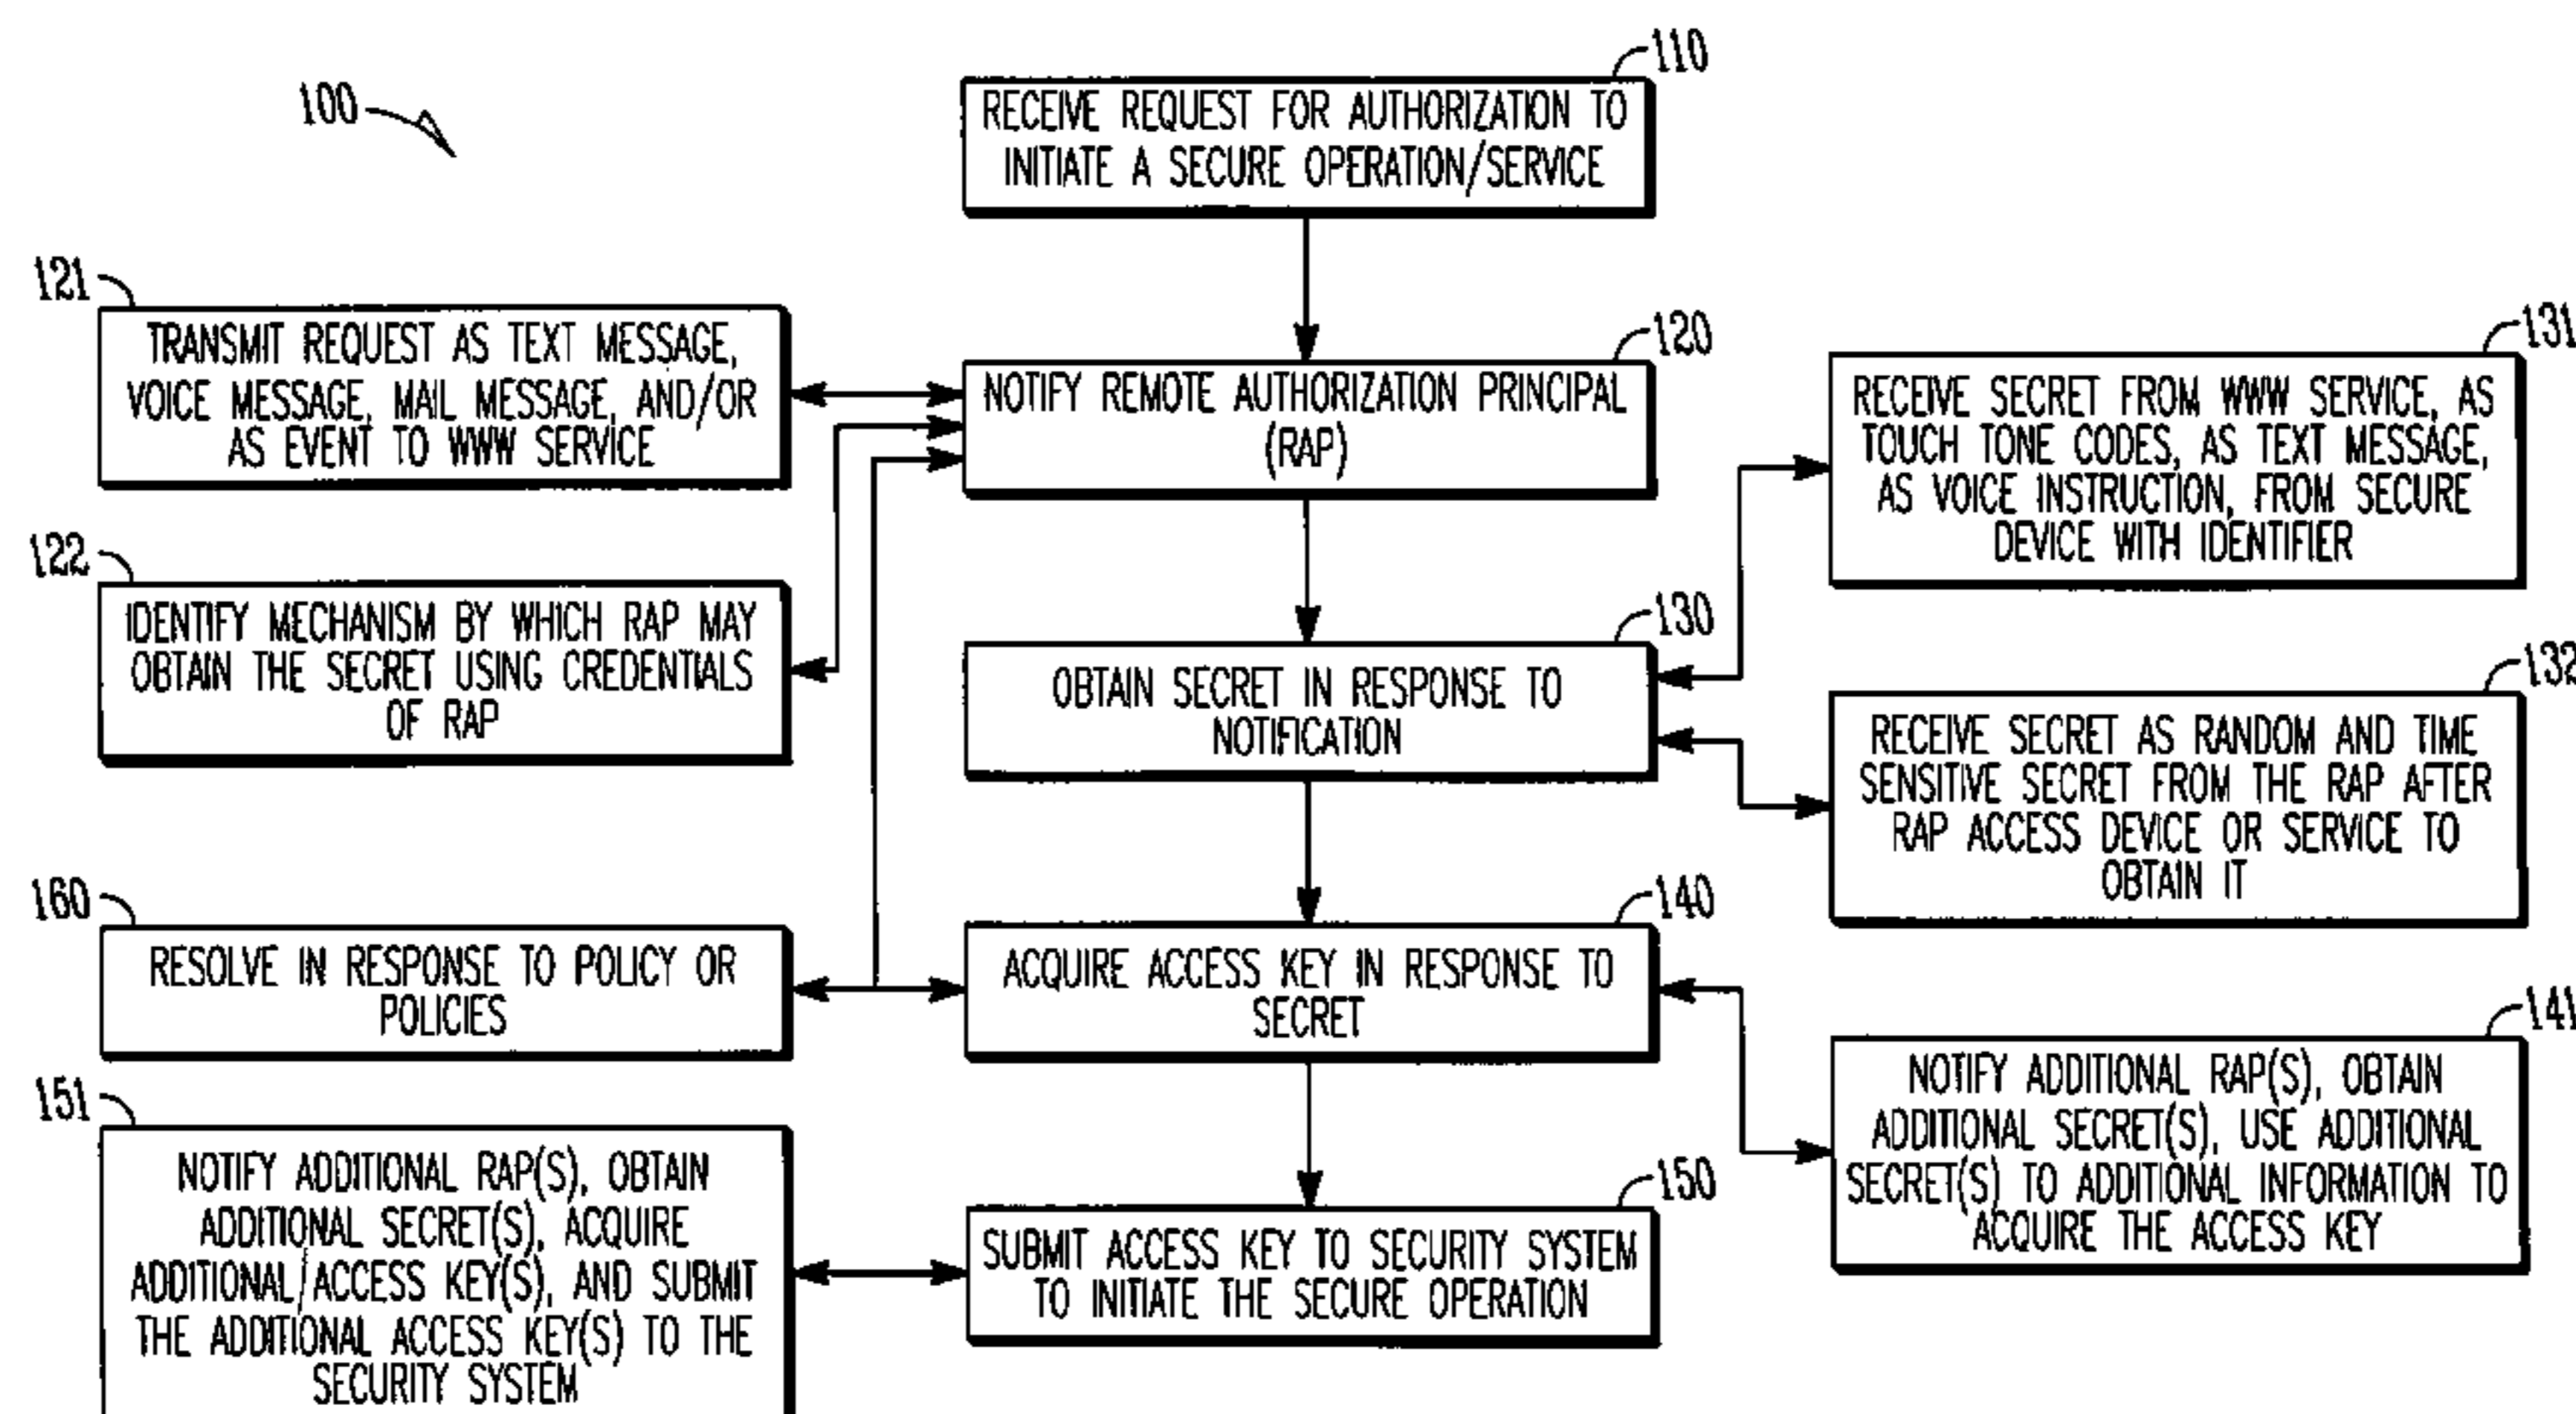 100
110
RECEIVE REQUEST FOR AUTHORIZATION TO
INITIATE A SECURE OPERATION/SERVICE
121
TRANSMIT REQUEST AS TEXT MESSAGE,
VOICE MESSAGE, MAIL MESSAGE, AND/OR
AS EVENT TO WWW SERVICE
120
NOTIFY REMOTE AUTHORIZATION PRINCIPAL
(RAP)
131
RECEIVE SECRET FROM WWW SERVICE, AS
TOUCH TONE CODES, AS TEXT MESSAGE,
AS VOICE INSTRUCTION, FROM SECURE
DEVICE WITH IDENTIFIER
122
IDENTIFY MECHANISM BY WHICH RAP MAY
OBTAIN THE SECRET USING CREDENTIALS
OF RAP
130
OBTAIN SECRET IN RESPONSE TO
NOTIFICATION
132
RECEIVE SECRET AS RANDOM AND TIME
SENSITIVE SECRET FROM THE RAP AFTER
RAP ACCESS DEVICE OR SERVICE TO
OBTAIN IT
160
RESOLVE IN RESPONSE TO POLICY OR
POLICIES
140
ACQUIRE ACCESS KEY IN RESPONSE TO
SECRET
141
NOTIFY ADDITIONAL RAP(S), OBTAIN
ADDITIONAL SECRET(S), USE ADDITIONAL
SECRET(S) TO ADDITIONAL INFORMATION TO
ACQUIRE THE ACCESS KEY
151
NOTIFY ADDITIONAL RAP(S), OBTAIN
ADDITIONAL SECRET(S), ACQUIRE
ADDITIONAL/ACCESS KEY(S), AND SUBMIT
THE ADDITIONAL ACCESS KEY(S) TO THE
SECURITY SYSTEM
150
SUBMIT ACCESS KEY TO SECURITY SYSTEM
TO INITIATE THE SECURE OPERATION